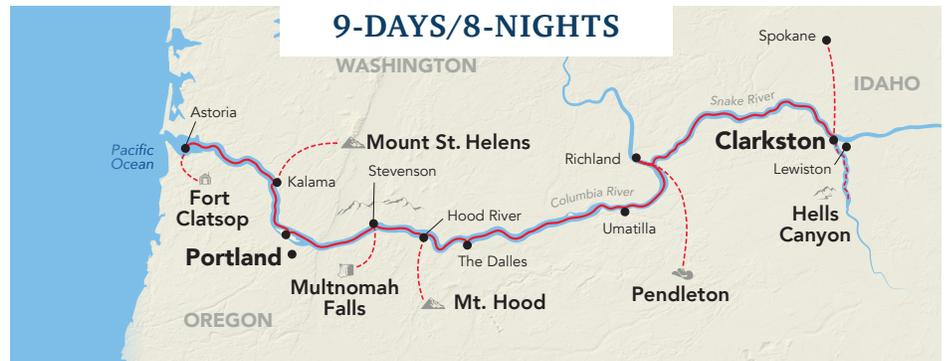 9-DAYS/8-NIGHTS
Spokane
WASHINGTON
IDAHO
Snake River
Astoria
Clarkston
Mount St. Helens
Pacific
Ocean
Richland
Lewiston
Stevenson
Kalama
Columbia River
Fort
Clatsop
Hood River
Hells
Canyon
Umatilla
Portland
The Dalles
Multnomah
Falls
Mt. Hood
Pendleton
OREGON